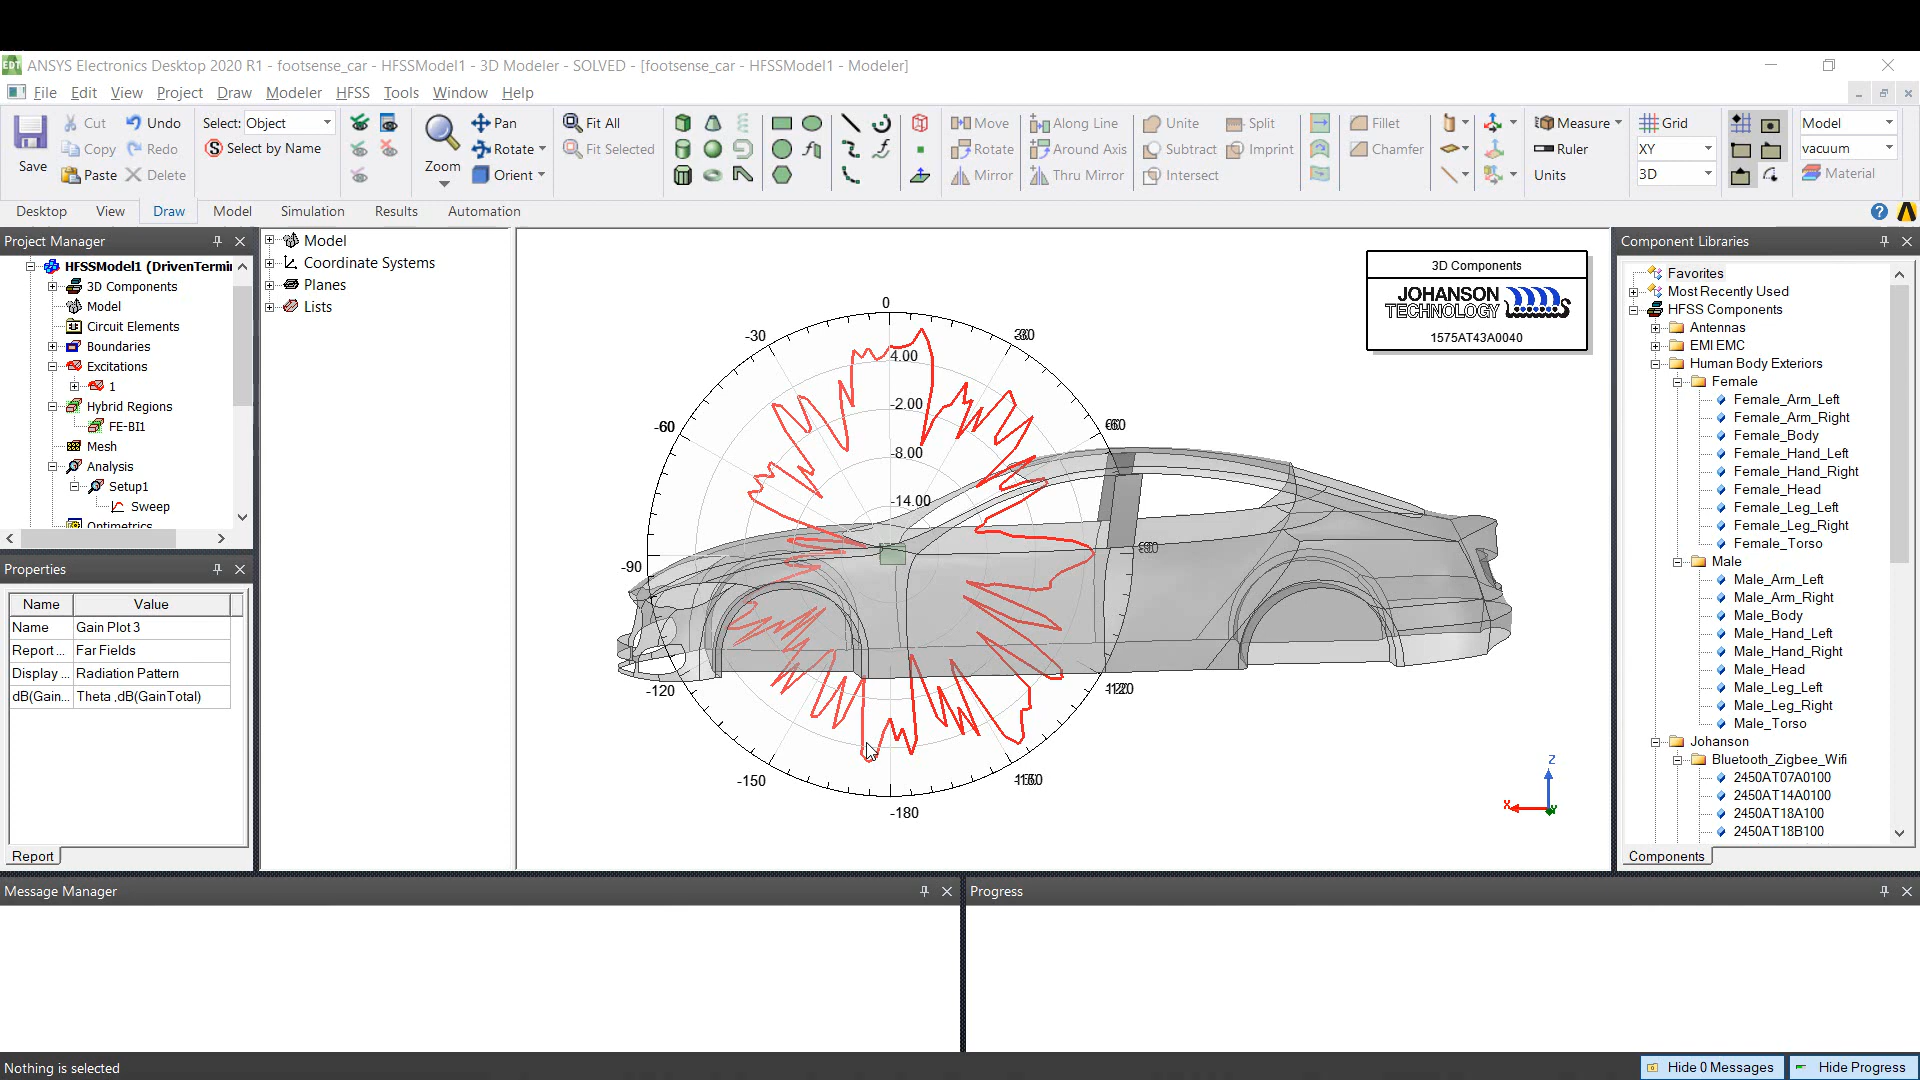 ANSYS Electronics Desktop 2020 R1 - footsense_car - HFSSModel1 - 3D Modeler - SOLVED - [footsense_car - HFSSModel1 - Modeler]
File Edit View Project Draw Modeler HFSS Tools Window Help
Save
Cut Undo
Copy Redo
Paste Delete
Select: Object
Select by Name
Zoom
Pan
Rotate
Orient
Fit All
Fit Selected
Move
Rotate
Mirror
Along Line
Around Axis
Thru Mirror
Unite Split
Subtract Imprint
Intersect
Fillet
Chamfer
Measure
Ruler
Units
Grid
XY
3D
Model
vacuum
Material
Desktop View Draw Model Simulation Results Automation
Project Manager
HFSSModel1 (DrivenTermin
3D Components
Model
Circuit Elements
Boundaries
Excitations
1
Hybrid Regions
FE-BI1
Mesh
Analysis
Setup1
Sweep
Optimetrics
Properties
Name Value
Name Gain Plot 3
Report ... Far Fields
Display ... Radiation Pattern
dB(Gain... Theta ,dB(GainTotal)
Report
Model
Coordinate Systems
Planes
Lists
0
-30
-60
-90
-120
-150
-180
4.00
-2.00
-8.00
-14.00
3D Components
JOHANSON
TECHNOLOGY
1575AT43A0040
Z
X
Component Libraries
Favorites
Most Recently Used
HFSS Components
Antennas
EMI EMC
Human Body Exteriors
Female
Female_Arm_Left
Female_Arm_Right
Female_Body
Female_Hand_Left
Female_Hand_Right
Female_Head
Female_Leg_Left
Female_Leg_Right
Female_Torso
Male
Male_Arm_Left
Male_Arm_Right
Male_Body
Male_Hand_Left
Male_Hand_Right
Male_Head
Male_Leg_Left
Male_Leg_Right
Male_Torso
Johanson
Bluetooth_Zigbee_Wifi
2450AT07A0100
2450AT14A0100
2450AT18A100
2450AT18B100
Components
Message Manager
Progress
Nothing is selected
Hide 0 Messages
Hide Progress